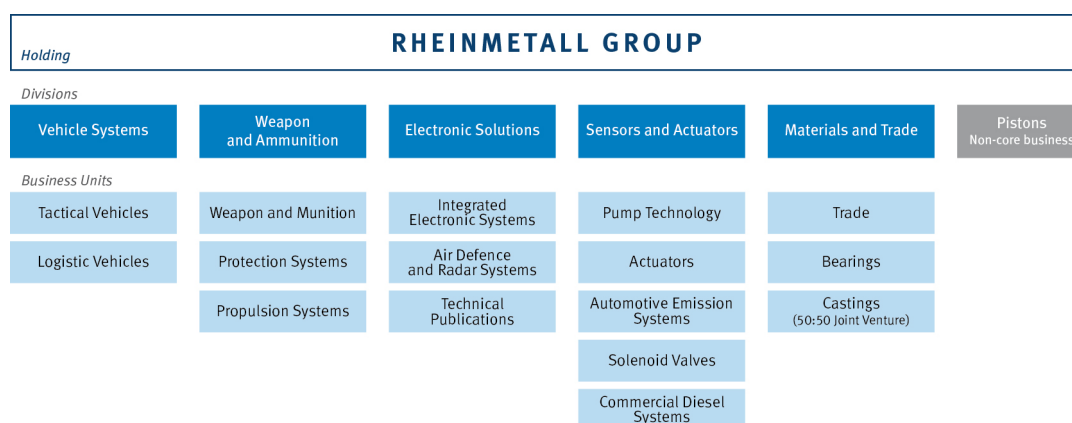 RHEINMETALL GROUP
Holding
Divisions
Vehicle Systems
Weapon
and Ammunition
Electronic Solutions
Sensors and Actuators
Materials and Trade
Pistons
Non-core business
Business Units
Tactical Vehicles
Weapon and Munition
Integrated
Electronic Systems
Pump Technology
Trade
Logistic Vehicles
Protection Systems
Air Defence
and Radar Systems
Actuators
Bearings
Propulsion Systems
Technical
Publications
Automotive Emission
Systems
Castings
(50:50 Joint Venture)
Solenoid Valves
Commercial Diesel
Systems